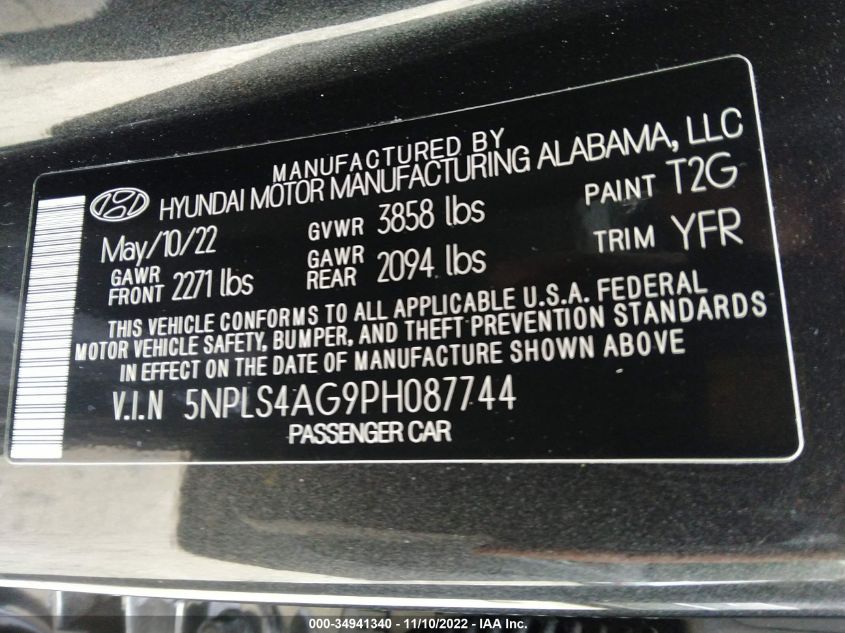 MANUFACTURED BY
HYUNDAI MOTOR MANUFACTURING ALABAMA, LLC
May/10/22 GVWR 3858 lbs PAINT T2G
GAWR FRONT 2271 lbs GAWR REAR 2094 lbs TRIM YFR
THIS VEHICLE CONFORMS TO ALL APPLICABLE U.S.A. FEDERAL
MOTOR VEHICLE SAFETY, BUMPER, AND THEFT PREVENTION STANDARDS
IN EFFECT ON THE DATE OF MANUFACTURE SHOWN ABOVE
V.I.N 5NPLS4AG9PH087744
PASSENGER CAR
000-34941340 - 11/10/2022 - IAA Inc.